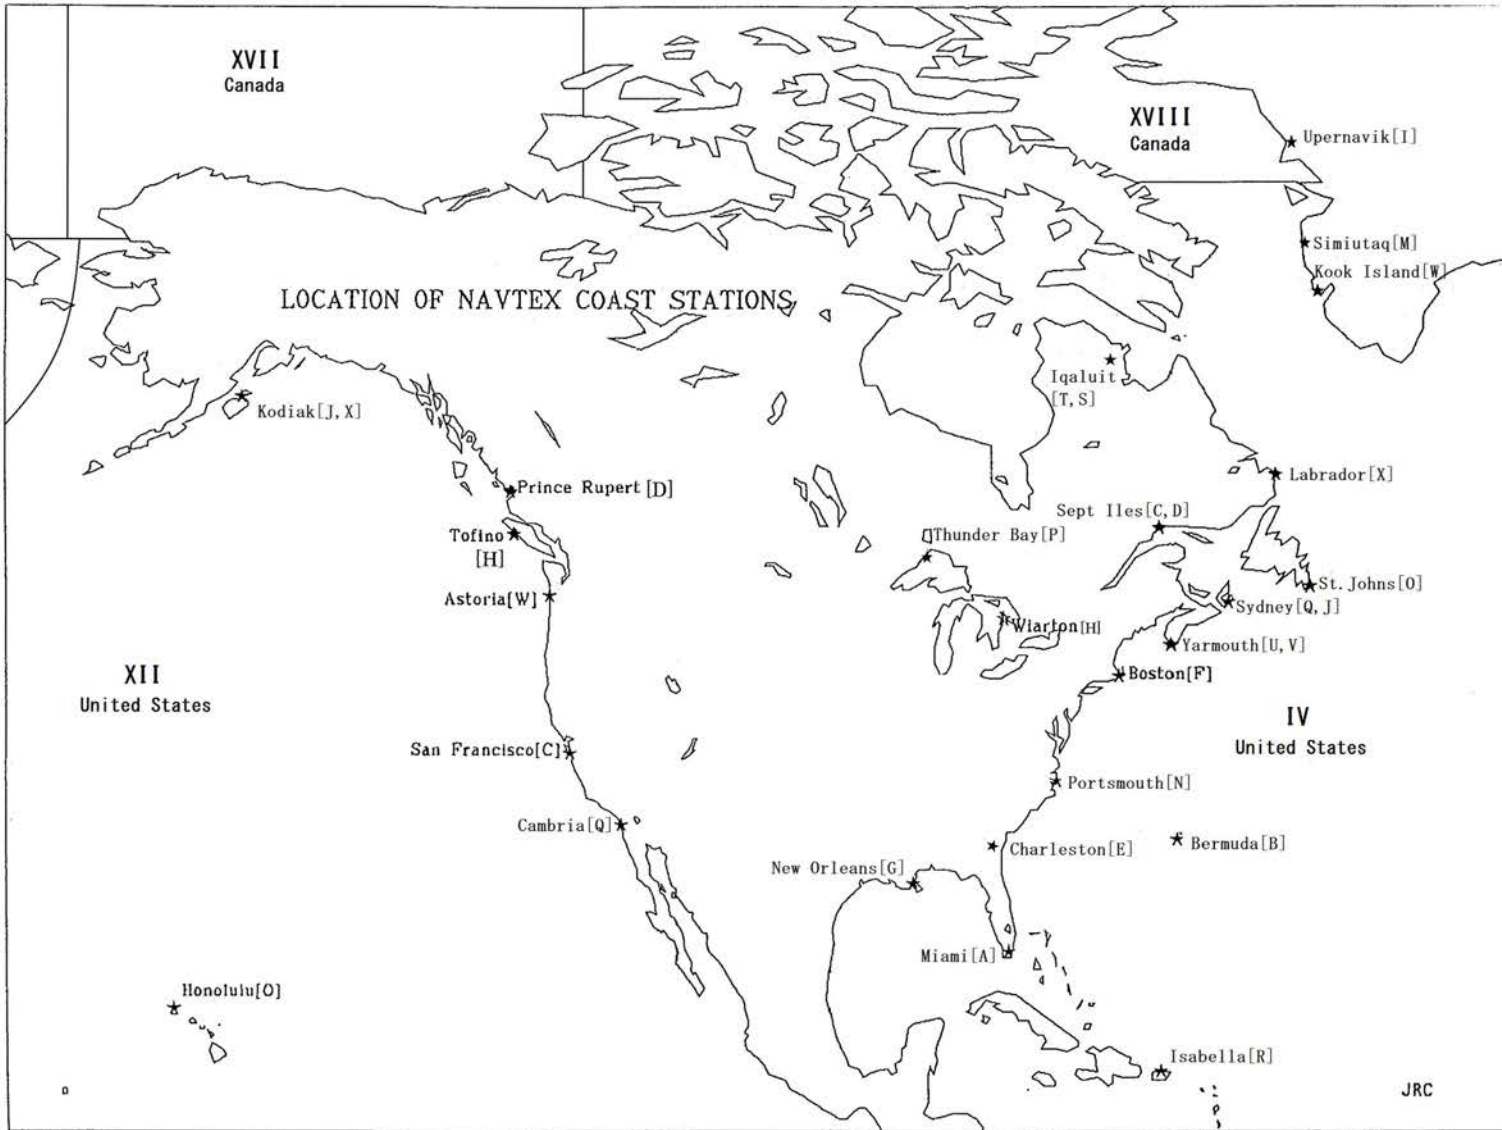 XVII
Canada
XVIII
Canada
Upernavik[I]
Simiutaq[M]
Kook Island[W]
LOCATION OF NAVTEX COAST STATIONS
Iqaluit
[T,S]
Kodiak[J,X]
Labrador[X]
Prince Rupert[D]
Sept Iles[C,D]
Tofino
[H]
Thunder Bay[P]
St.Johns[O]
Astoria[W]
Sydney[Q,J]
Wiarton[H]
Yarmouth[U,V]
Boston[F]
XII
United States
IV
United States
San Francisco[C]
Portsmouth[N]
Cambria[Q]
Bermuda[B]
Charleston[E]
New Orleans[G]
Miami[A]
Honolulu[O]
Isabella[R]
JRC